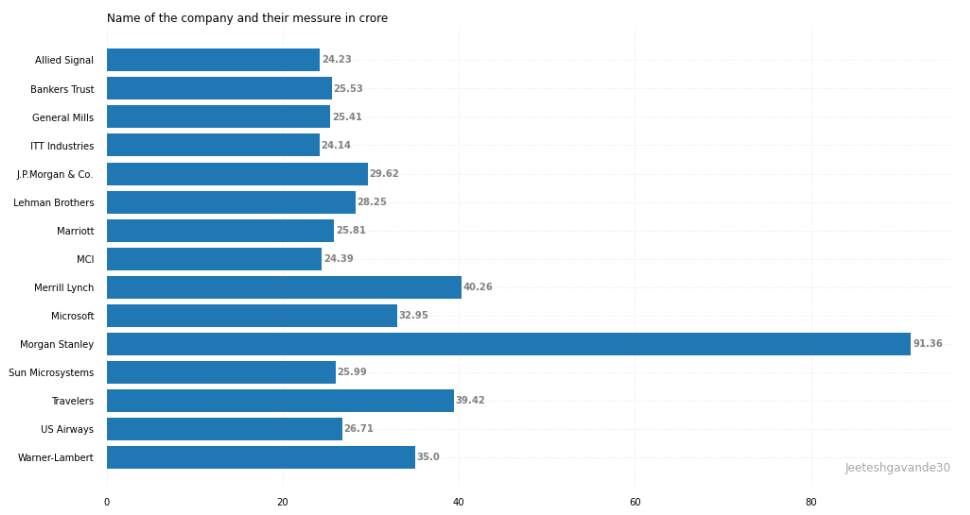 Name of the company and their messure in crore
Allied Signal 24.23
Bankers Trust 25.53
General Mills 25.41
ITT Industries 24.14
J.P.Morgan & Co. 29.62
Lehman Brothers 28.25
Marriott 25.81
MCI 24.39
Merrill Lynch 40.26
Microsoft 32.95
Morgan Stanley 91.36
Sun Microsystems 25.99
Travelers 39.42
US Airways 26.71
Warner-Lambert 35.0
Jeeteshgavande30
0 20 40 60 80